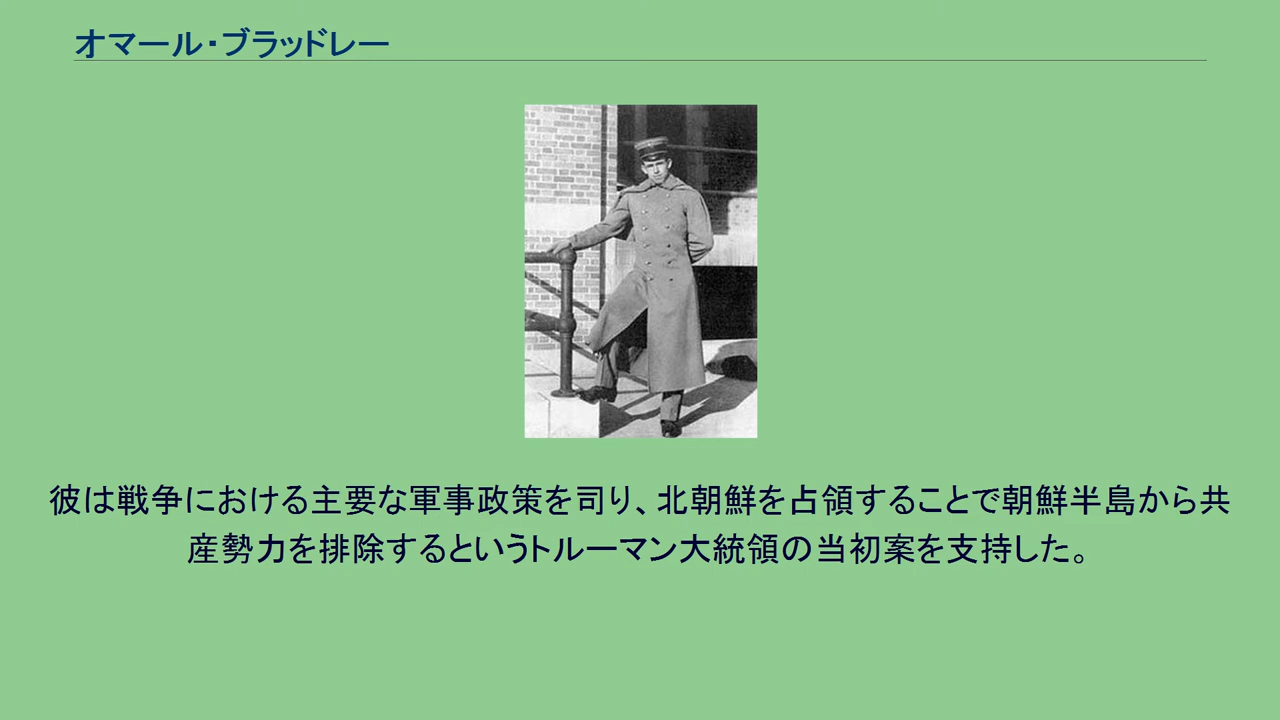 オマール・ブラッドレー
彼は戦争における主要な軍事政策を司り、北朝鮮を占領することで朝鮮半島から共
産勢力を排除するというトルーマン大統領の当初案を支持した。